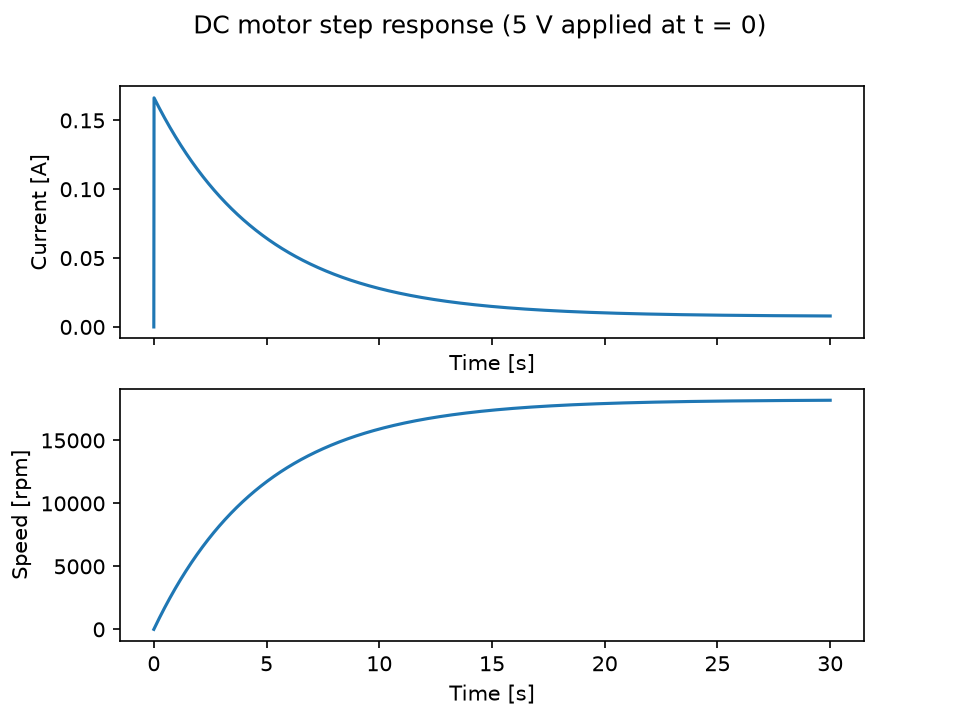 DC motor step response (5 V applied at t = 0)
0.15
0.10
0.05
0.00
Current [A]
Time [s]
15000
10000
5000
0
Speed [rpm]
0 5 10 15 20 25 30
Time [s]